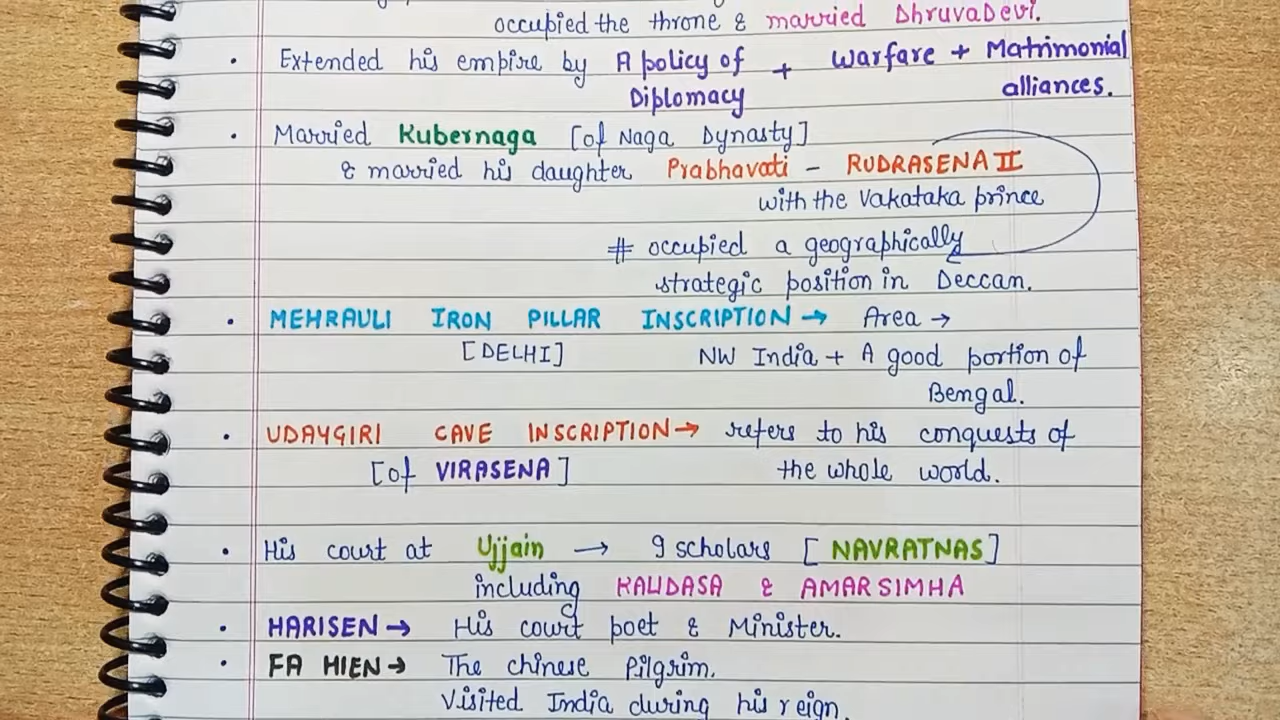 occupied the throne & married DhruvaDevi.
· Extended his empire by A policy of Diplomacy + Warfare + Matrimonial alliances.
· Married Kubernaga [of Naga Dynasty]
& married his daughter Prabhavati - RUDRASENA II
with the Vakataka prince
# occupied a geographically
strategic position in Deccan.
· MEHRAULI IRON PILLAR INSCRIPTION → Area →
[DELHI] NW India + A good portion of
Bengal.
· UDAYGIRI CAVE INSCRIPTION → refers to his conquests of
[of VIRASENA] the whole world.
· His court at Ujjain → 9 scholars [NAVRATNAS]
including KALIDASA & AMARSIMHA
· HARISEN → His court poet & Minister.
· FA HIEN → The chinese Pilgrim.
Visited India during his reign.